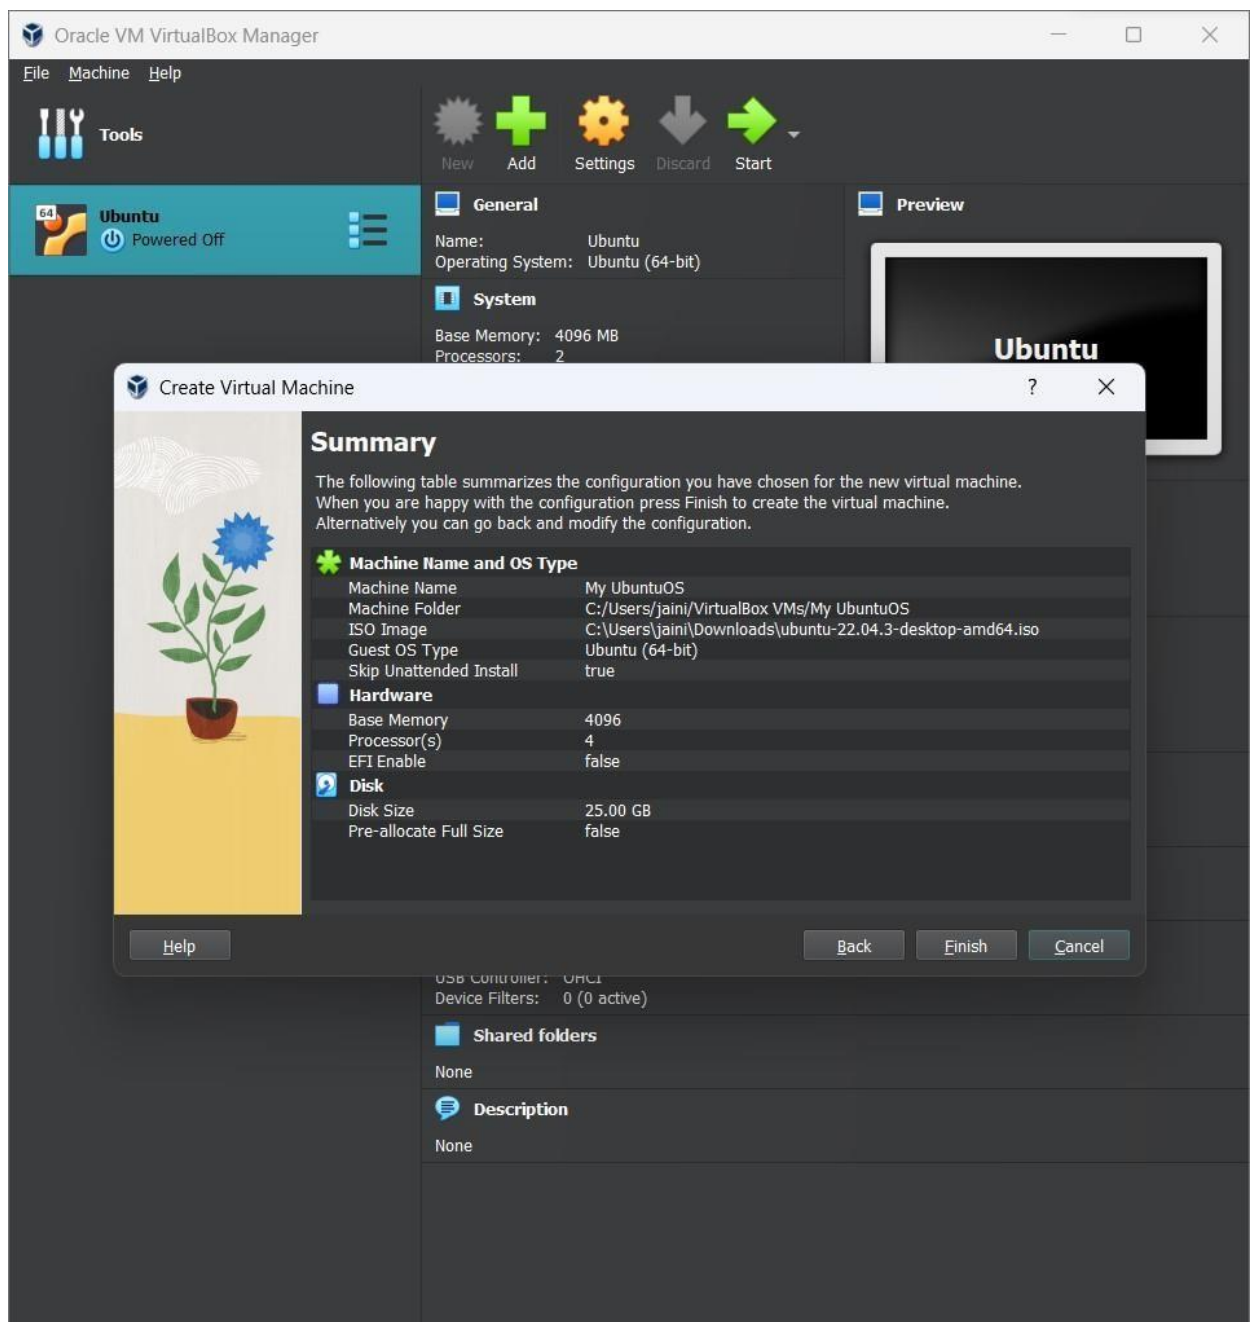 Oracle VM VirtualBox Manager
File Machine Help
Tools
New Add Settings Discard Start
64
Ubuntu
Powered Off
General
Name: Ubuntu
Operating System: Ubuntu (64-bit)
System
Base Memory: 4096 MB
Processors: 2
Preview
Ubuntu
Create Virtual Machine
?
Summary
The following table summarizes the configuration you have chosen for the new virtual machine.
When you are happy with the configuration press Finish to create the virtual machine.
Alternatively you can go back and modify the configuration.
Machine Name and OS Type
Machine Name My UbuntuOS
Machine Folder C:/Users/jaini/VirtualBox VMs/My UbuntuOS
ISO Image C:\Users\jaini\Downloads\ubuntu-22.04.3-desktop-amd64.iso
Guest OS Type Ubuntu (64-bit)
Skip Unattended Install true
Hardware
Base Memory 4096
Processor(s) 4
EFI Enable false
Disk
Disk Size 25.00 GB
Pre-allocate Full Size false
Help Back Finish Cancel
USB Controller: OHCI
Device Filters: 0 (0 active)
Shared folders
None
Description
None